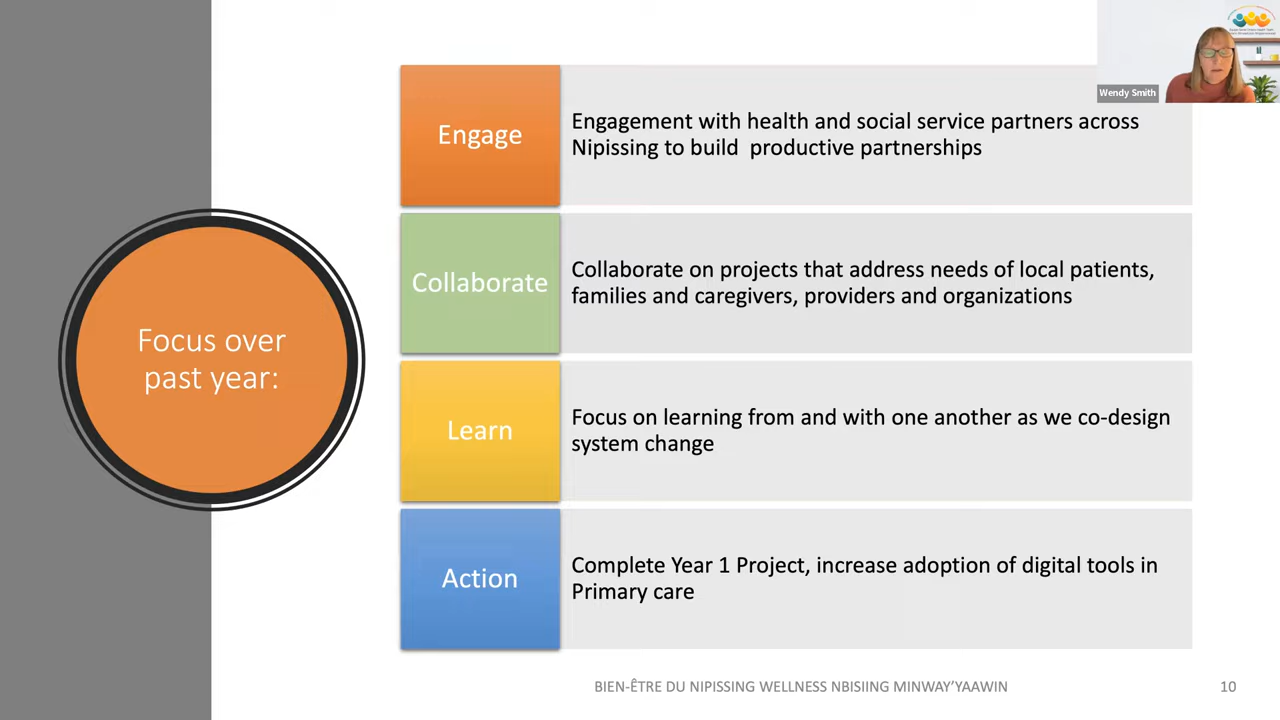 Wendy Smith
Focus over
past year:
Engage
Engagement with health and social service partners across
Nipissing to build productive partnerships
Collaborate
Collaborate on projects that address needs of local patients,
families and caregivers, providers and organizations
Learn
Focus on learning from and with one another as we co-design
system change
Action
Complete Year 1 Project, increase adoption of digital tools in
Primary care
BIEN-ÊTRE DU NIPISSING WELLNESS NBISIING MINWAY'YAAWIN
10